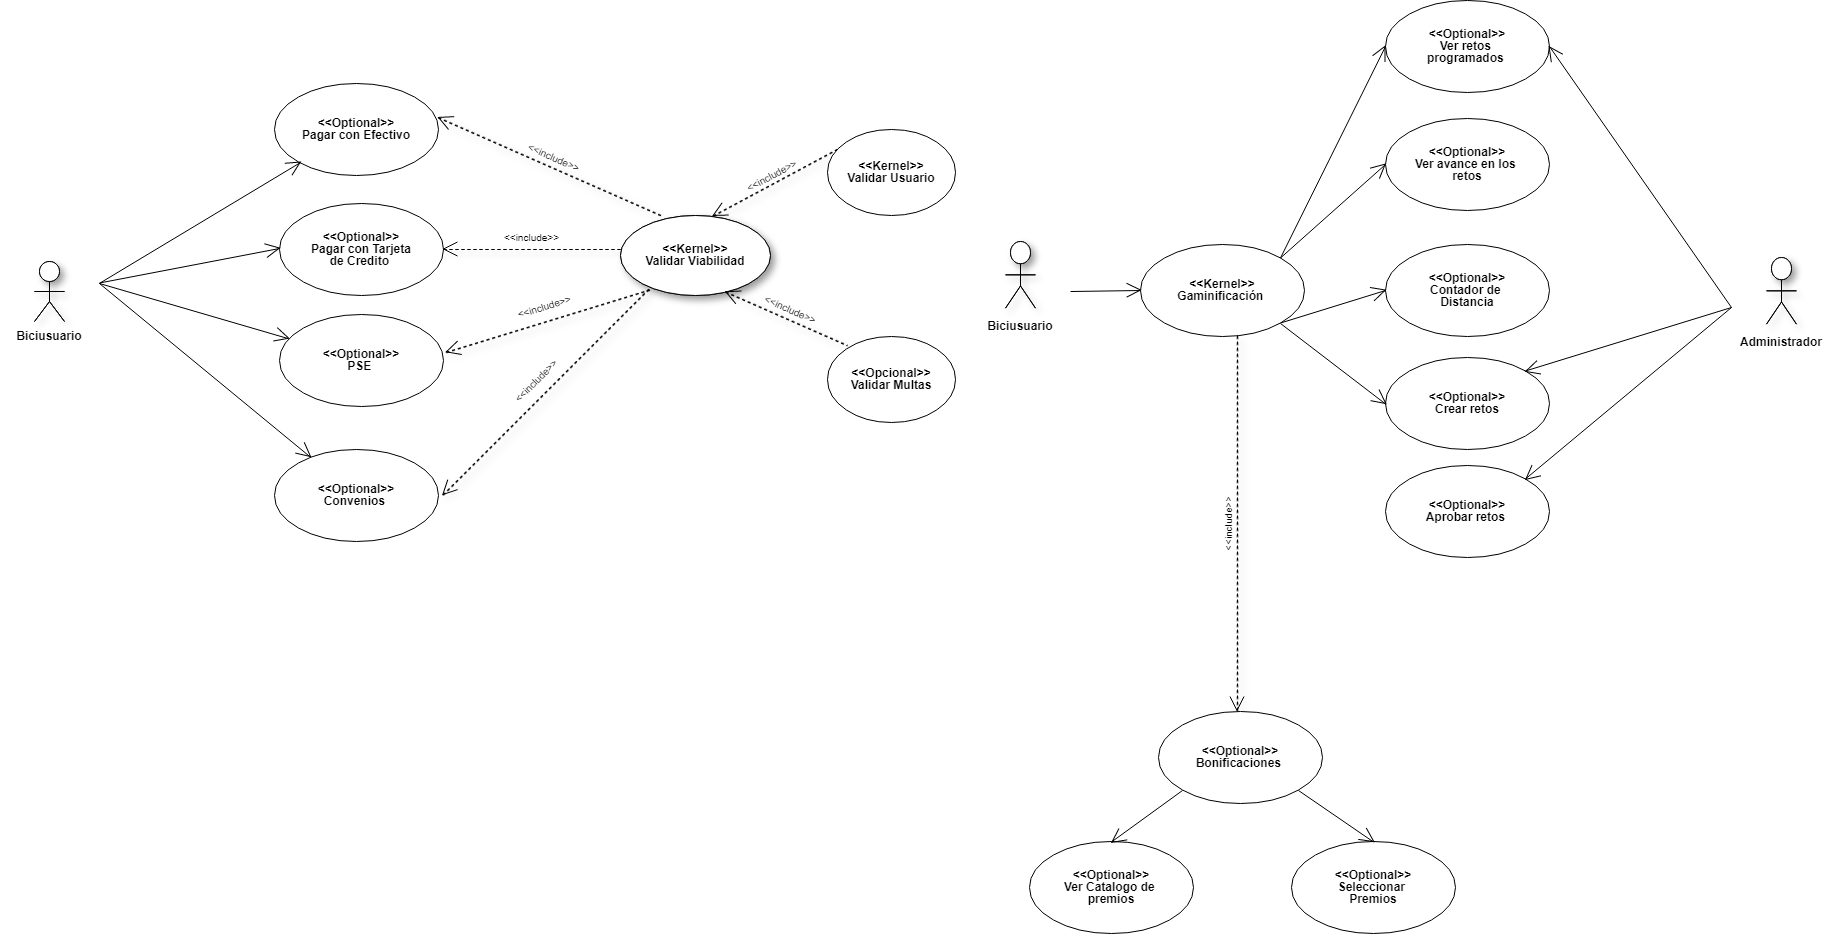 <<Optional>>
Pagar con Efectivo
<<Optional>>
Pagar con Tarjeta
de Credito
<<Optional>>
PSE
<<Optional>>
Convenios
Biciusuario
<<include>>
<<include>>
<<include>>
<<include>>
<<Kernel>>
Validar Viabilidad
<<include>>
<<include>>
<<Kernel>>
Validar Usuario
<<Opcional>>
Validar Multas
Biciusuario
<<Kernel>>
Gaminificación
<<Optional>>
Ver retos
programados
<<Optional>>
Ver avance en los
retos
<<Optional>>
Contador de
Distancia
<<Optional>>
Crear retos
<<Optional>>
Aprobar retos
Administrador
<<include>>
<<Optional>>
Bonificaciones
<<Optional>>
Ver Catalogo de
premios
<<Optional>>
Seleccionar
Premios